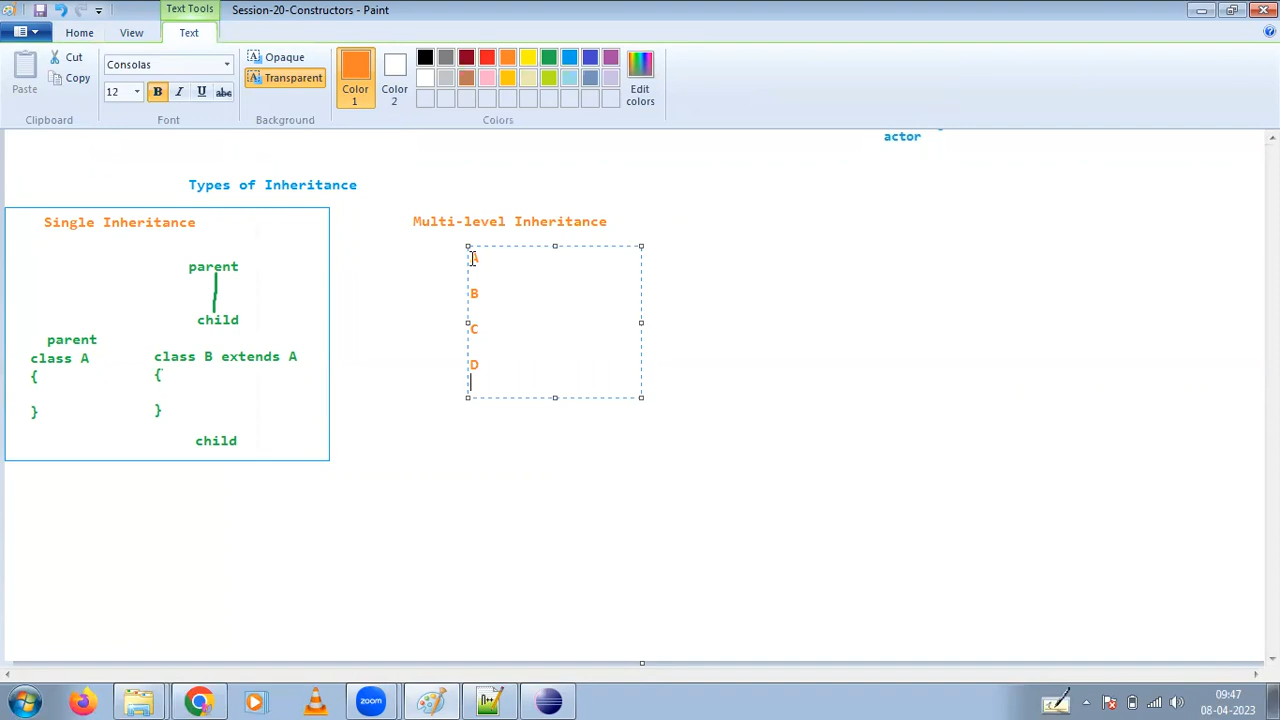 Text Tools
Session-20-Constructors - Paint
Home
View
Text
Paste
Cut
Copy
Clipboard
Consolas
12
B
I
U
abc
Font
Opaque
Transparent
Background
Color 1
Color 2
Edit colors
Colors
actor
Types of Inheritance
Single Inheritance
parent
child
parent
class A
{
}
class B extends A
{
}
child
Multi-level Inheritance
A
B
C
D
zoom
09:47
08-04-2023